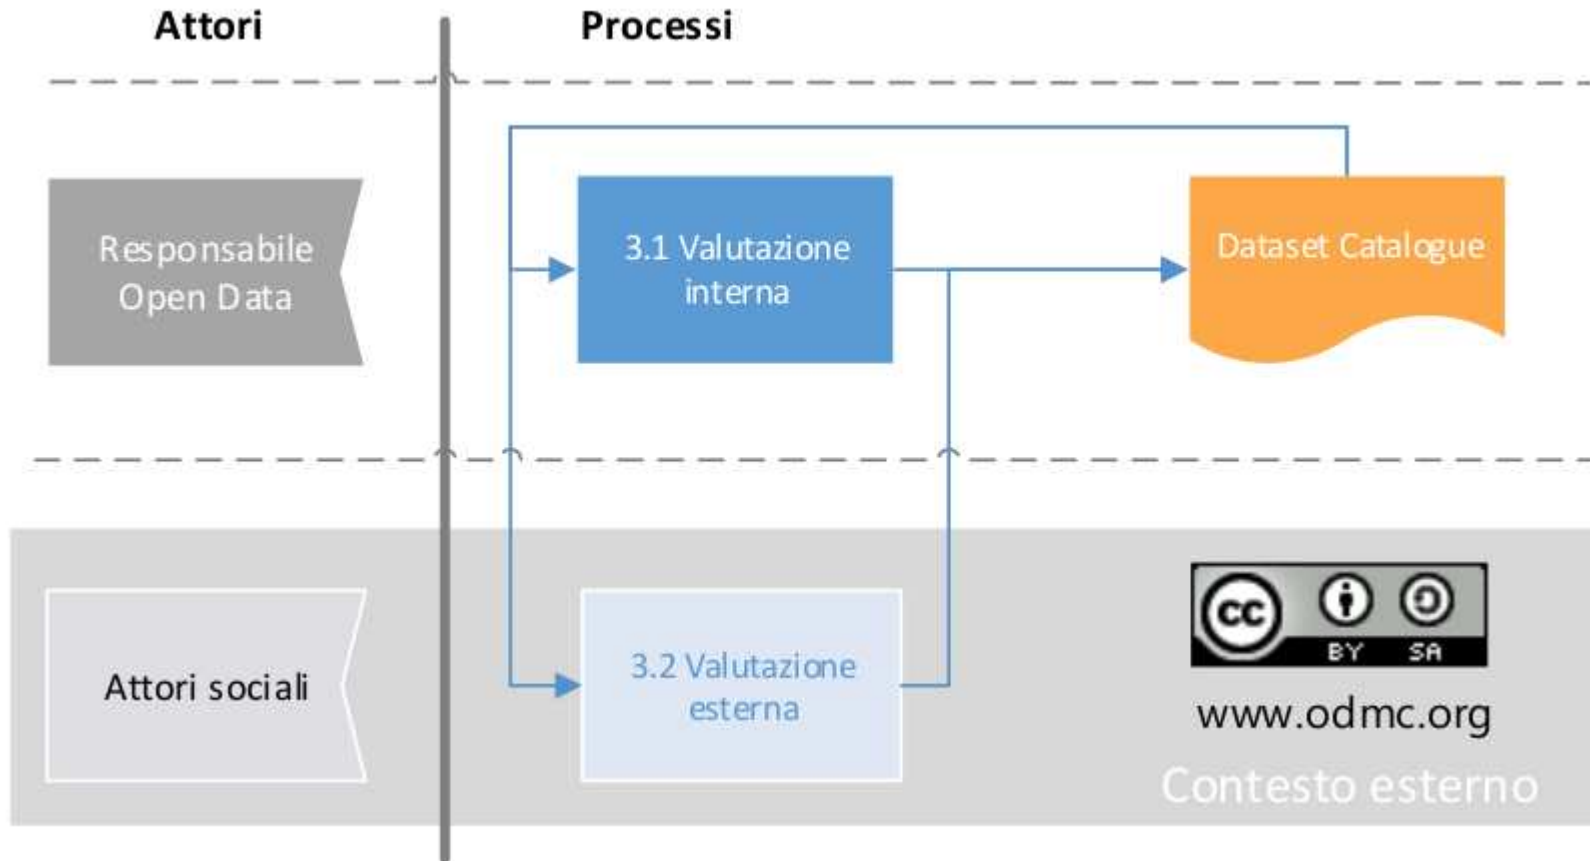 Attori
Processi
Responsabile
Open Data
3.1 Valutazione
interna
Dataset Catalogue
Attori sociali
3.2 Valutazione
esterna
cc
BY SA
www.odmc.org
Contesto esterno